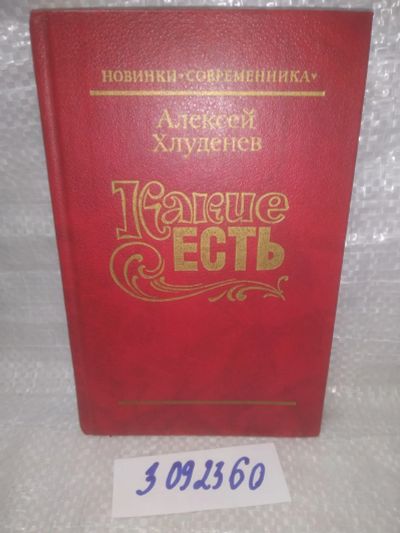 НОВИНКИ•СОВРЕМЕННИКА•
Алексей
Хлуденев
Какие
ЕСТЬ
3 092360